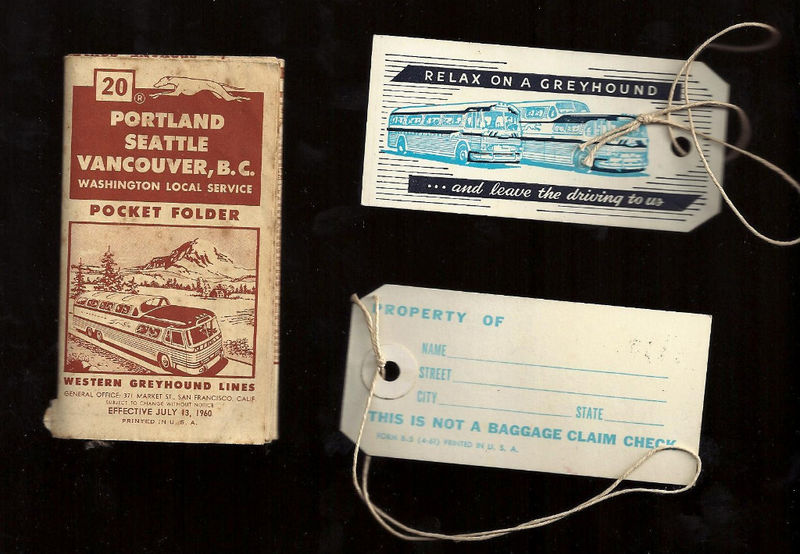 20
®
PORTLAND
SEATTLE
VANCOUVER, B.C.
WASHINGTON LOCAL SERVICE
POCKET FOLDER
WESTERN GREYHOUND LINES
GENERAL OFFICE: 371 MARKET ST., SAN FRANCISCO, CALIF.
SUBJECT TO CHANGE WITHOUT NOTICE
EFFECTIVE JULY 13, 1960
PRINTED IN U. S. A.
RELAX ON A GREYHOUND
... and leave the driving to us
PROPERTY OF
NAME
STREET
CITY STATE
THIS IS NOT A BAGGAGE CLAIM CHECK
FORM B-5 (4-61) PRINTED IN U. S. A.